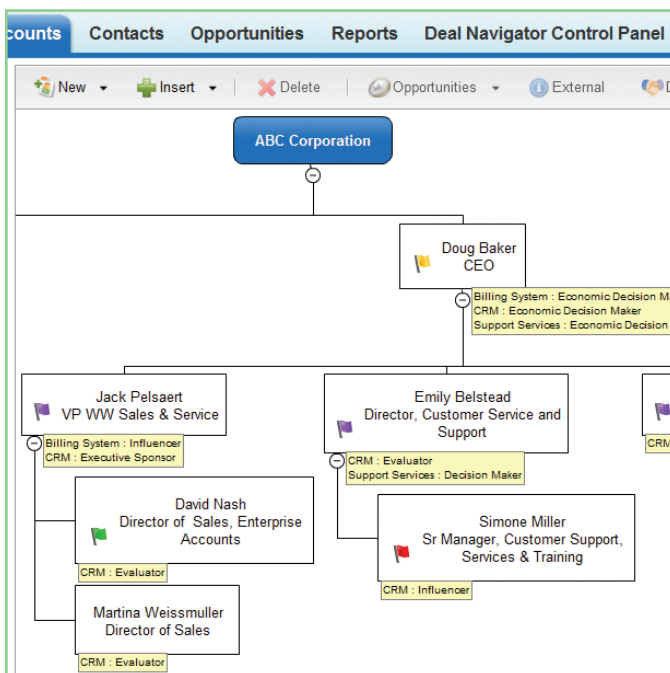 counts Contacts Opportunities Reports Deal Navigator Control Panel
New Insert Delete Opportunities External D
ABC Corporation
Doug Baker
CEO
Billing System : Economic Decision Ma
CRM : Economic Decision Maker
Support Services : Economic Decision
Jack Pelsaert
VP WW Sales & Service
Billing System : Influencer
CRM : Executive Sponsor
Emily Belstead
Director, Customer Service and
Support
CRM : Evaluator
Support Services : Decision Maker
CRM
David Nash
Director of Sales, Enterprise
Accounts
CRM : Evaluator
Simone Miller
Sr Manager, Customer Support,
Services & Training
CRM : Influencer
Martina Weissmuller
Director of Sales
CRM : Evaluator